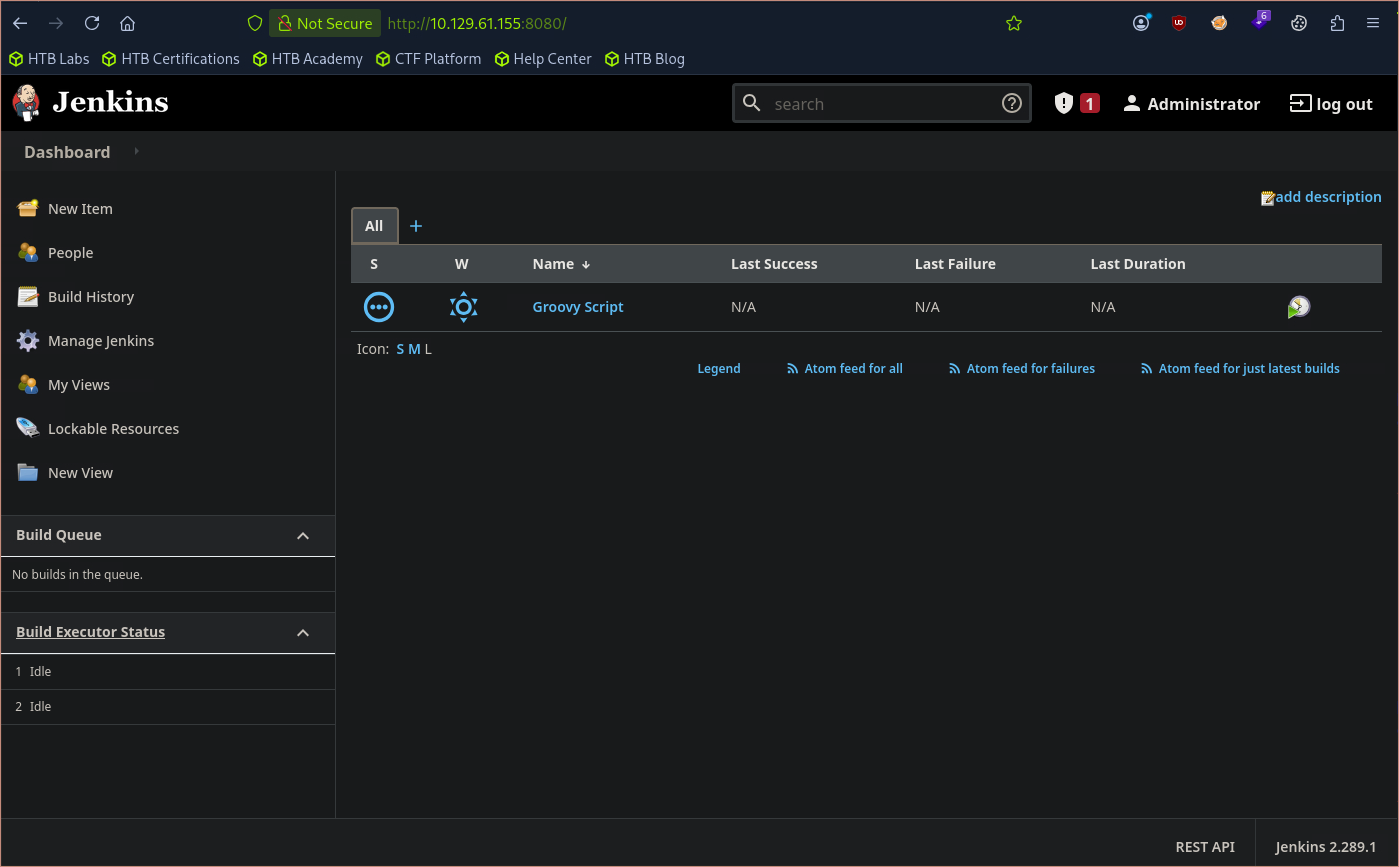 Not Secure http://10.129.61.155:8080/
6
HTB Labs HTB Certifications HTB Academy CTF Platform Help Center HTB Blog
Jenkins search 1 Administrator log out
Dashboard
New Item
People
Build History
Manage Jenkins
My Views
Lockable Resources
New View
Build Queue
No builds in the queue.
Build Executor Status
1 Idle
2 Idle
add description
All +
S W Name ↓ Last Success Last Failure Last Duration
Groovy Script N/A N/A N/A
Icon: S M L
Legend Atom feed for all Atom feed for failures Atom feed for just latest builds
REST API Jenkins 2.289.1